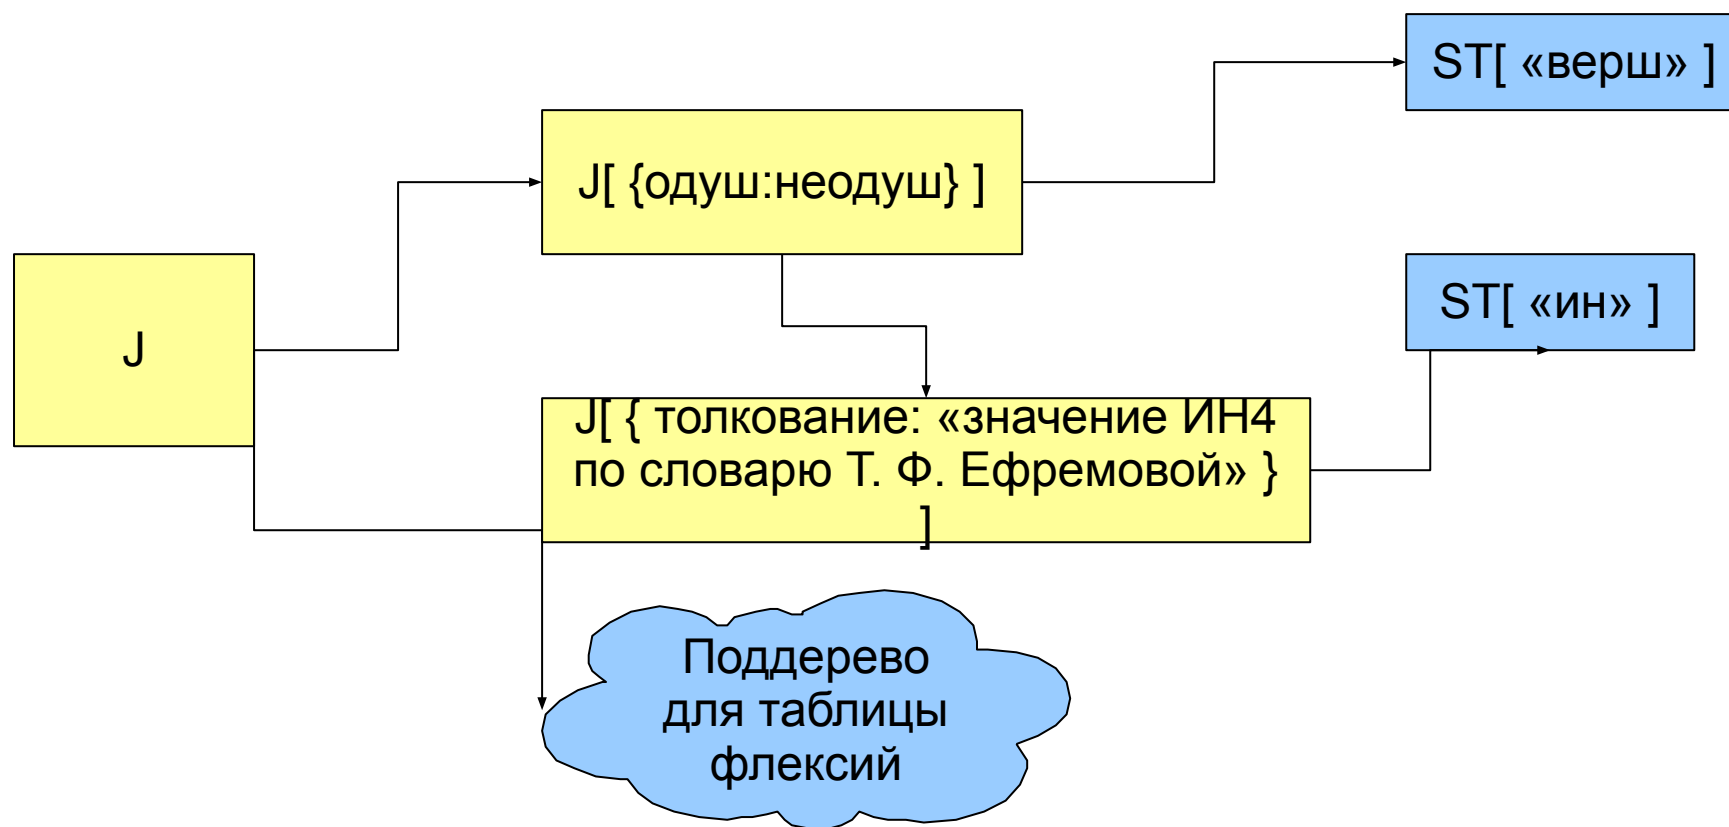 ST[ «верш» ]
J[ {одуш:неодуш} ]
J
ST[ «ин» ]
J[ { толкование: «значение ИН4
по словарю Т. Ф. Ефремовой» }
]
Поддерево
для таблицы
флексий